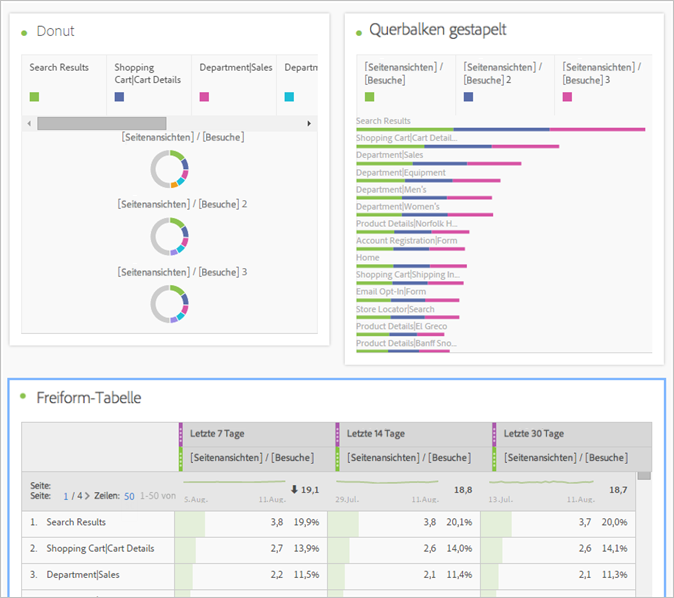 Donut
Search Results
Shopping
Cart|Cart Details
Department|Sales
Departn
[Seitenansichten] / [Besuche]
[Seitenansichten] / [Besuche] 2
[Seitenansichten] / [Besuche] 3
Querbalken gestapelt
[Seitenansichten] /
[Besuche]
[Seitenansichten] /
[Besuche] 2
[Seitenansichten] /
[Besuche] 3
Search Results
Shopping Cart|Cart Detail...
Department|Sales
Department|Equipment
Department|Men's
Department|Women's
Product Details|Norfolk H...
Account Registration|Form
Home
Shopping Cart|Shipping In...
Email Opt-In|Form
Store Locator|Search
Product Details|El Greco
Product Details|Banff Sno...
Freiform-Tabelle
Letzte 7 Tage Letzte 14 Tage Letzte 30 Tage
[Seitenansichten] / [Besuche] [Seitenansichten] / [Besuche] [Seitenansichten] / [Besuche]
Seite:
Seite: 1 / 4 > Zeilen: 50 1-50 von
5.Aug. 11.Aug. 19,1 29.Jul. 11.Aug. 18,8 13.Jul. 11.Aug. 18,7
1. Search Results 3,8 19,9% 3,8 20,1% 3,7 20,0%
2. Shopping Cart|Cart Details 2,7 13,9% 2,6 14,0% 2,6 14,1%
3. Department|Sales 2,2 11,5% 2,1 11,4% 2,1 11,3%